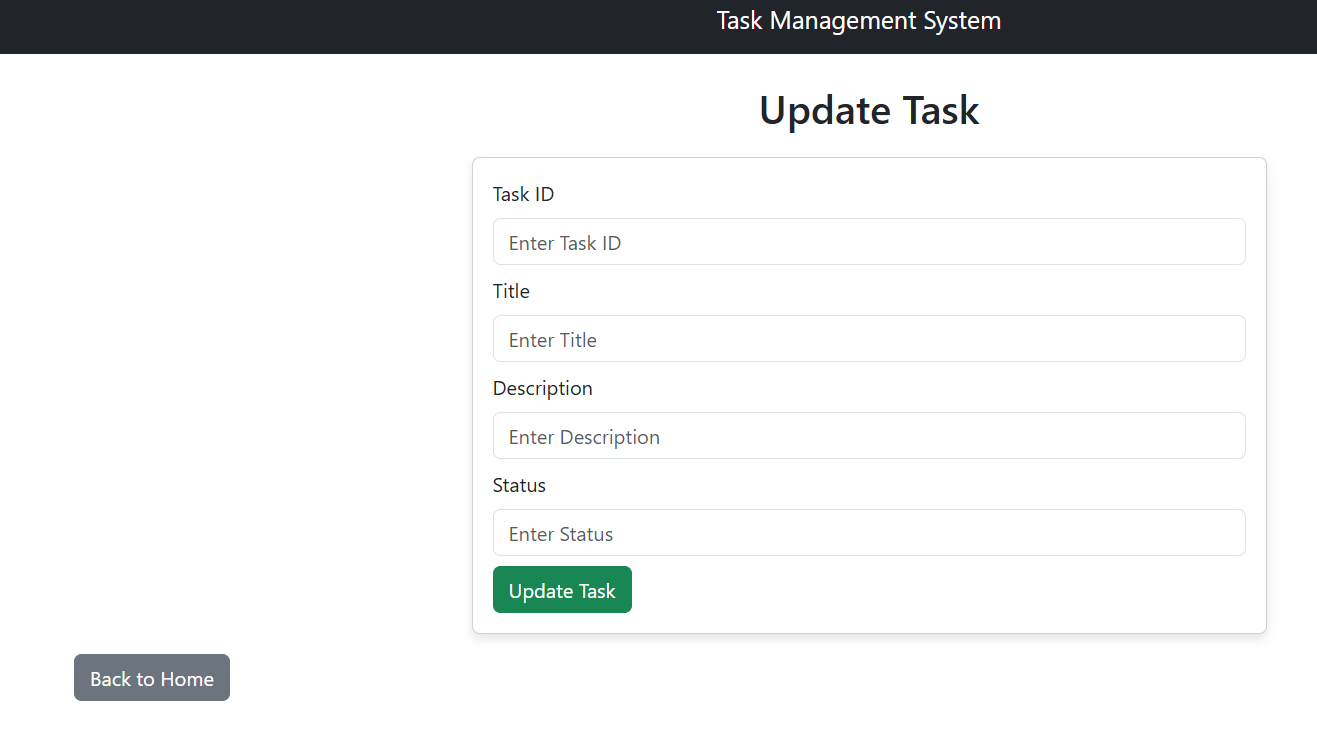 Task Management System
Update Task
Task ID
Enter Task ID
Title
Enter Title
Description
Enter Description
Status
Enter Status
Update Task
Back to Home